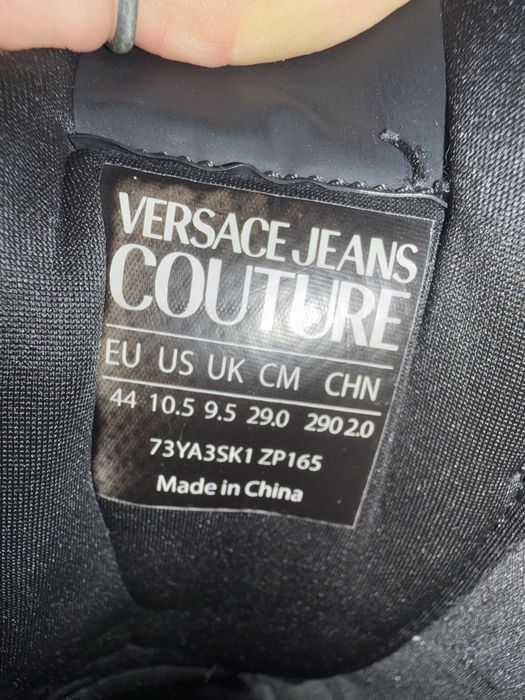 VERSACE JEANS
COUTURE
EU US UK CM CHN
44 10.5 9.5 29.0 290 2.0
73YA3SK1 ZP165
Made in China